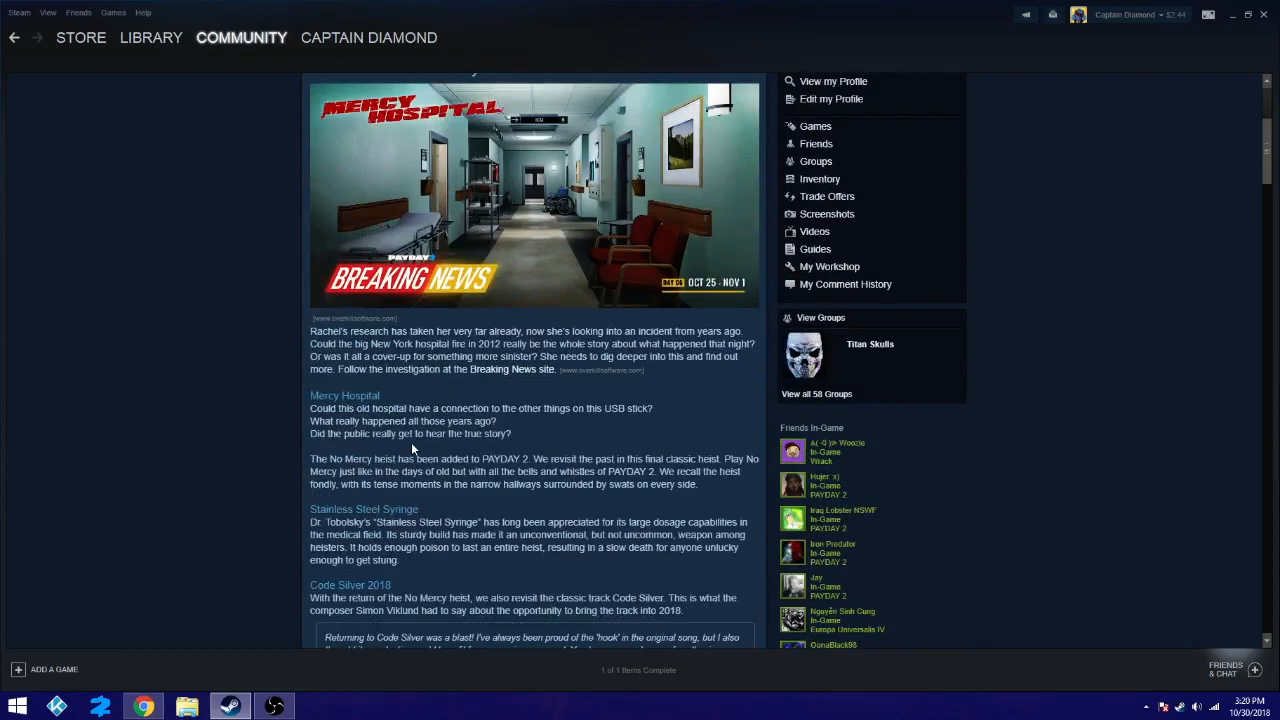 Steam View Friends Games Help
Captain Diamond $2.44
STORE LIBRARY COMMUNITY CAPTAIN DIAMOND
MERCY HOSPITAL
ICU
PAYDAY 2
BREAKING NEWS
DAY 06 OCT 25 - NOV 1
[www.overkillsoftware.com]
Rachel's research has taken her very far already, now she's looking into an incident from years ago.
Could the big New York hospital fire in 2012 really be the whole story about what happened that night?
Or was it all a cover-up for something more sinister? She needs to dig deeper into this and find out
more. Follow the investigation at the Breaking News site. [www.overkillsoftware.com]
Mercy Hospital
Could this old hospital have a connection to the other things on this USB stick?
What really happened all those years ago?
Did the public really get to hear the true story?
The No Mercy heist has been added to PAYDAY 2. We revisit the past in this final classic heist. Play No
Mercy just like in the days of old but with all the bells and whistles of PAYDAY 2. We recall the heist
fondly, with its tense moments in the narrow hallways surrounded by swats on every side.
Stainless Steel Syringe
Dr. Tobolsky's "Stainless Steel Syringe" has long been appreciated for its large dosage capabilities in
the medical field. Its sturdy build has made it an unconventional, but not uncommon, weapon among
heisters. It holds enough poison to last an entire heist, resulting in a slow death for anyone unlucky
enough to get stung.
Code Silver 2018
With the return of the No Mercy heist, we also revisit the classic track Code Silver. This is what the
composer Simon Viklund had to say about the opportunity to bring the track into 2018.
Returning to Code Silver was a blast! I've always been proud of the 'hook' in the original song, but I also
View my Profile
Edit my Profile
Games
Friends
Groups
Inventory
Trade Offers
Screenshots
Videos
Guides
My Workshop
My Comment History
View Groups
Titan Skulls
View all 58 Groups
Friends In-Game
Woozie
In-Game
Wrack
Hujer. x)
In-Game
PAYDAY 2
Iraq Lobster NSWF
In-Game
PAYDAY 2
Iron Predator
In-Game
PAYDAY 2
Jay
In-Game
PAYDAY 2
Nguyễn Sinh Cung
In-Game
Europa Universalis IV
OonaBlack98
ADD A GAME
1 of 1 Items Complete
FRIENDS
& CHAT
3:20 PM
10/30/2018